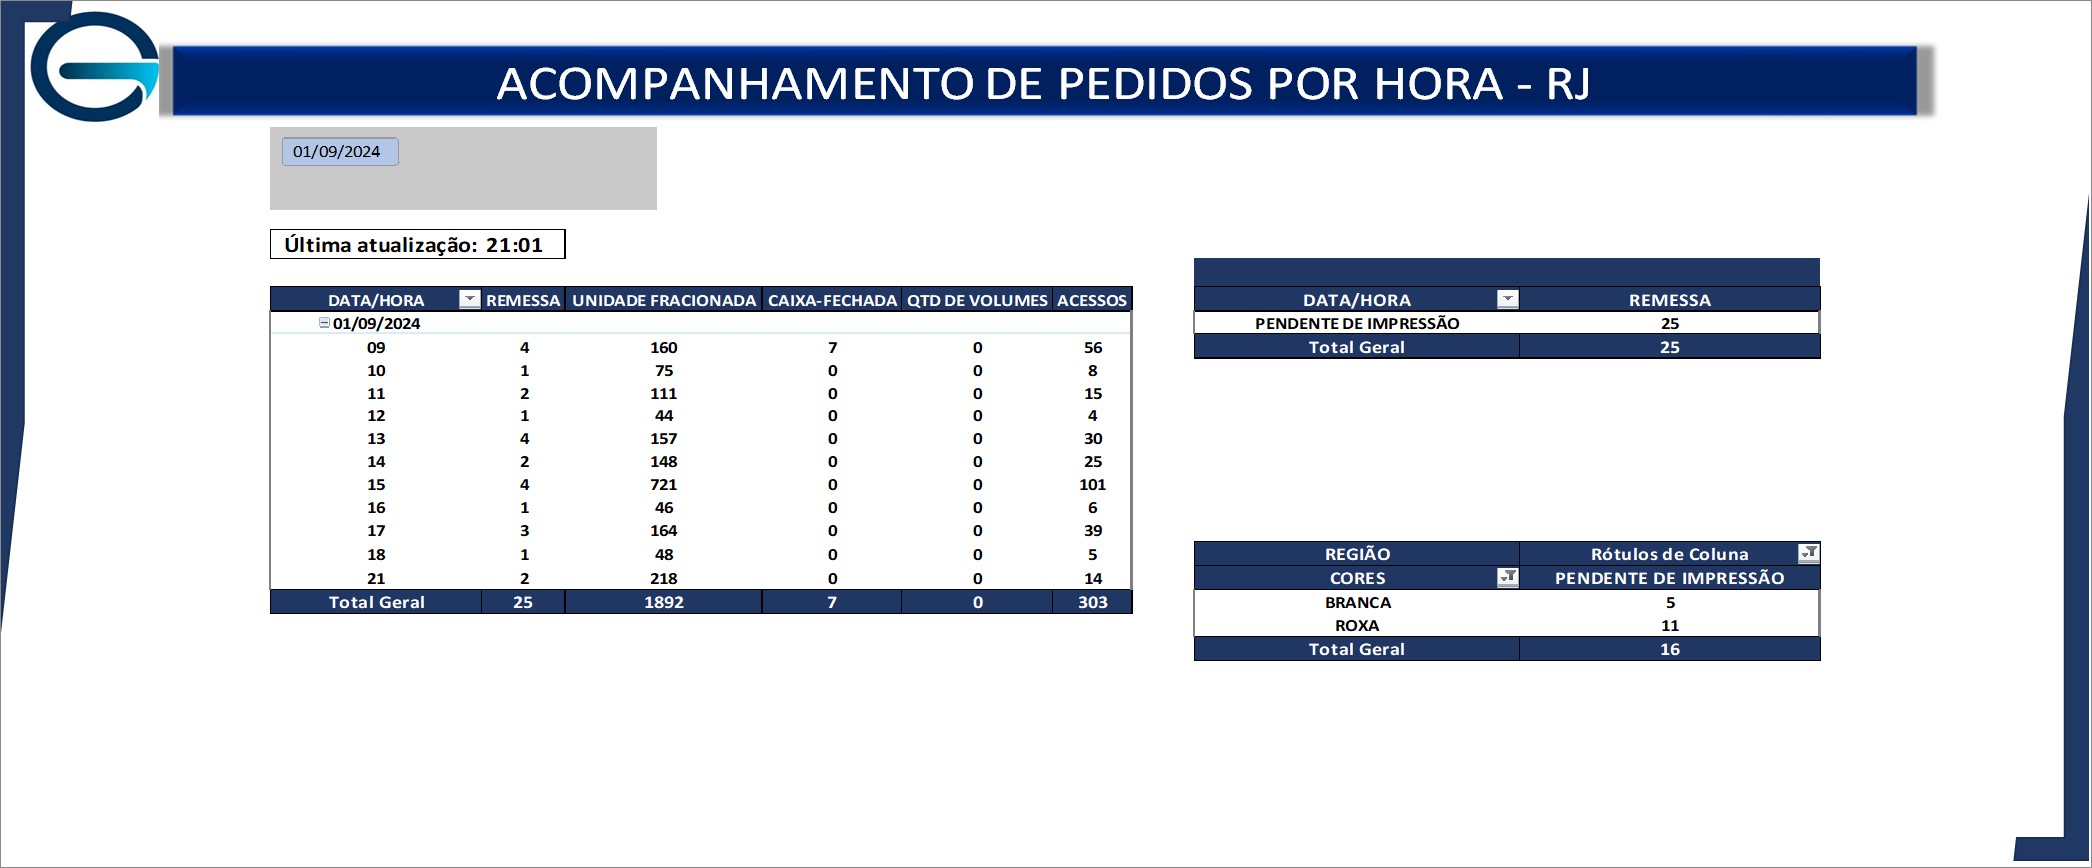 ACOMPANHAMENTO DE PEDIDOS POR HORA - RJ
01/09/2024
Última atualização: 21:01
DATA/HORA REMESSA UNIDADE FRACIONADA CAIXA-FECHADA QTD DE VOLUMES ACESSOS
01/09/2024
09 4 160 7 0 56
10 1 75 0 0 8
11 2 111 0 0 15
12 1 44 0 0 4
13 4 157 0 0 30
14 2 148 0 0 25
15 4 721 0 0 101
16 1 46 0 0 6
17 3 164 0 0 39
18 1 48 0 0 5
21 2 218 0 0 14
Total Geral 25 1892 7 0 303
DATA/HORA REMESSA
PENDENTE DE IMPRESSÃO 25
Total Geral 25
REGIÃO Rótulos de Coluna
CORES PENDENTE DE IMPRESSÃO
BRANCA 5
ROXA 11
Total Geral 16